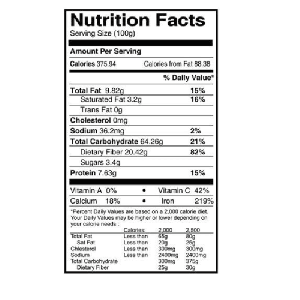 Nutrition Facts
Serving Size (100g)
Amount Per Serving
Calories 375.94 Calories from Fat 88.38
% Daily Value*
Total Fat 9.82g 15%
Saturated Fat 3.2g 16%
Trans Fat 0g
Cholesterol 0mg
Sodium 36.2mg 2%
Total Carbohydrate 64.26g 21%
Dietary Fiber 20.42g 82%
Sugars 3.4g
Protein 7.63g 15%
Vitamin A 0% • Vitamin C 42%
Calcium 18% • Iron 219%
*Percent Daily Values are based on a 2,000 calorie diet.
Your Daily Values may be higher or lower depending on
your calorie needs:
Calories: 2,000 2,500
Total Fat Less than 65g 80g
Sat Fat Less than 20g 25g
Cholesterol Less than 300mg 300mg
Sodium Less than 2400mg 2400mg
Total Carbohydrate 300mg 375g
Dietary Fiber 25g 30g